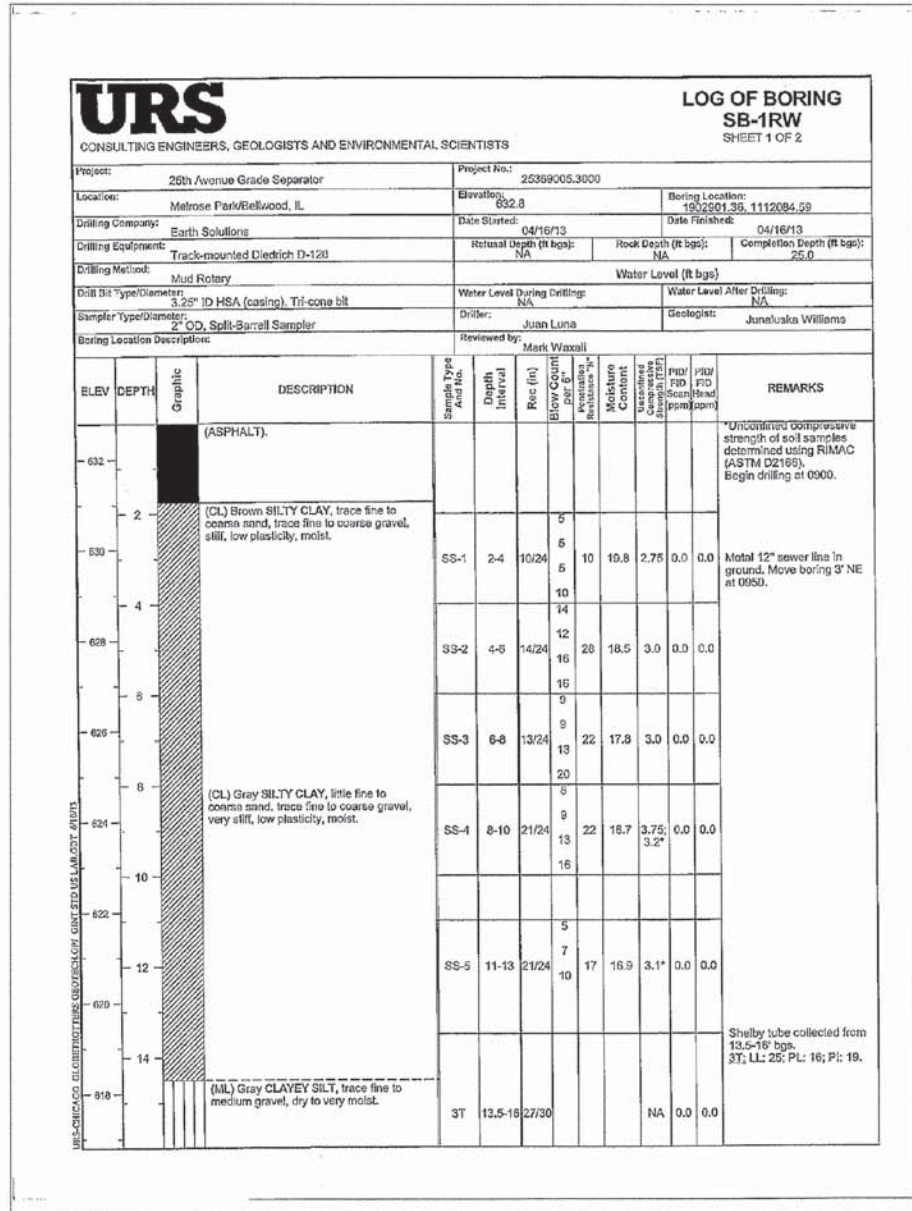 URS
CONSULTING ENGINEERS, GEOLOGISTS AND ENVIRONMENTAL SCIENTISTS
LOG OF BORING
SB-1RW
SHEET 1 OF 2
Project: 25th Avenue Grade Separator
Project No.: 25369005.3000
Location: Melrose Park/Bellwood, IL
Elevation: 632.8
Boring Location: 1902901.36, 1112084.59
Drilling Company: Earth Solutions
Date Started: 04/16/13
Date Finished: 04/16/13
Drilling Equipment: Track-mounted Diedrich D-120
Refusal Depth (ft bgs): NA
Rock Depth (ft bgs): NA
Completion Depth (ft bgs): 25.0
Drilling Method: Mud Rotary
Water Level (ft bgs)
Drill Bit Type/Diameter: 3.25" ID HSA (casing), Tri-cone bit
Water Level During Drilling: NA
Water Level After Drilling: NA
Sampler Type/Diameter: 2" OD, Split-Barrell Sampler
Driller: Juan Luna
Geologist: Junaluska Williams
Boring Location Description:
Reviewed by: Mark Waxali
ELEV DEPTH Graphic DESCRIPTION Sample Type And No. Depth Interval Rec (in) Blow Count per 6" Penetration Resistance "N" Moisture Content Unconfined Compressive Strength (TSF) PID/FID Scan (ppm) PID/FID Head (ppm) REMARKS
(ASPHALT).
*Unconfined compressive
strength of soil samples
determined using RIMAC
(ASTM D2166).
Begin drilling at 0900.
632
2
(CL) Brown SILTY CLAY, trace fine to
coarse sand, trace fine to coarse gravel,
stiff, low plasticity, moist.
630
SS-1 2-4 10/24 5 5 5 10 10 19.8 2.75 0.0 0.0
Metal 12" sewer line in
ground. Move boring 3' NE
at 0950.
4
628
SS-2 4-6 14/24 14 12 16 16 28 18.5 3.0 0.0 0.0
6
626
SS-3 6-8 13/24 9 9 13 20 22 17.8 3.0 0.0 0.0
8
(CL) Gray SILTY CLAY, little fine to
coarse sand, trace fine to coarse gravel,
very stiff, low plasticity, moist.
624
SS-4 8-10 21/24 8 9 13 16 22 16.7 3.75; 3.2* 0.0 0.0
10
622
SS-5 11-13 21/24 5 7 10 17 16.9 3.1* 0.0 0.0
12
620
Shelby tube collected from
13.5-16' bgs.
3T; LL: 25; PL: 16; PI: 19.
14
(ML) Gray CLAYEY SILT, trace fine to
medium gravel, dry to very moist.
618
3T 13.5-16 27/30 NA 0.0 0.0
URS-CHICAGO GLOBETROTTERS GEOTECH.GPJ GINT STD US LAB.GDT